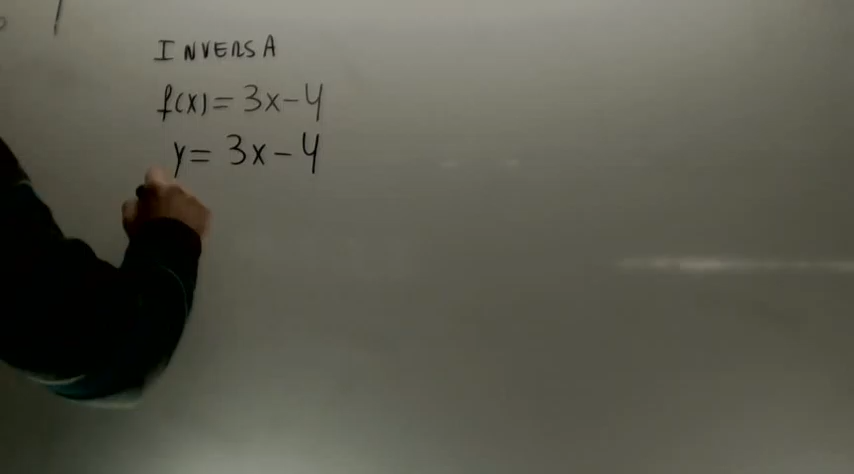 INVERSA
f(x) = 3x - 4
y = 3x - 4